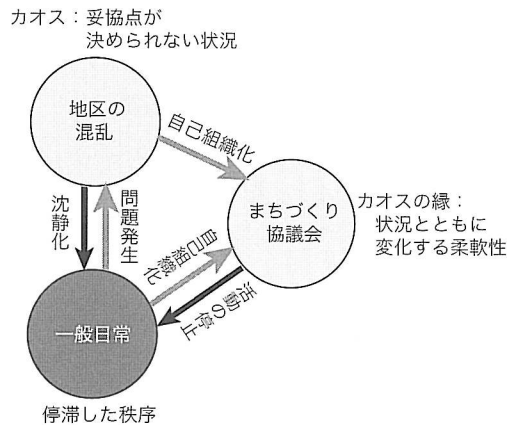 カオス：妥協点が
決められない状況
地区の
混乱
自己組織化
沈静化
問題発生
まちづくり
協議会
カオスの縁：
状況とともに
変化する柔軟性
自己組織化
活動の停止
一般日常
停滞した秩序